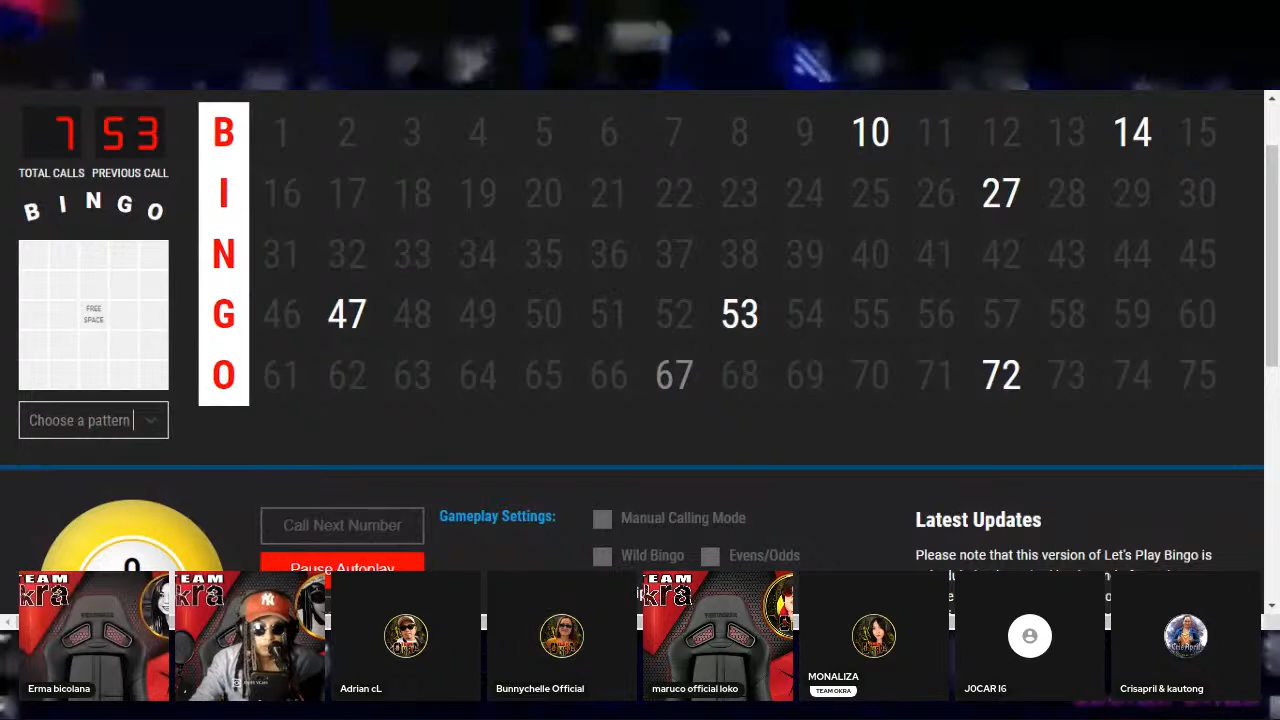 7 53
TOTAL CALLS PREVIOUS CALL
B I N G O
FREE
SPACE
Choose a pattern
B 1 2 3 4 5 6 7 8 9 10 11 12 13 14 15
I 16 17 18 19 20 21 22 23 24 25 26 27 28 29 30
N 31 32 33 34 35 36 37 38 39 40 41 42 43 44 45
G 46 47 48 49 50 51 52 53 54 55 56 57 58 59 60
O 61 62 63 64 65 66 67 68 69 70 71 72 73 74 75
Call Next Number
Pause Autoplay
Gameplay Settings:
Manual Calling Mode
Wild Bingo Evens/Odds
Latest Updates
Please note that this version of Let's Play Bingo is
TEAM
kra
TEAM
kra
TEAM
kra
Erma bicolana
Adrian cL
Bunnychelle Official
maruco official loko
MONALIZA
TEAM OKRA
J0CAR I6
Crisapril & kautong